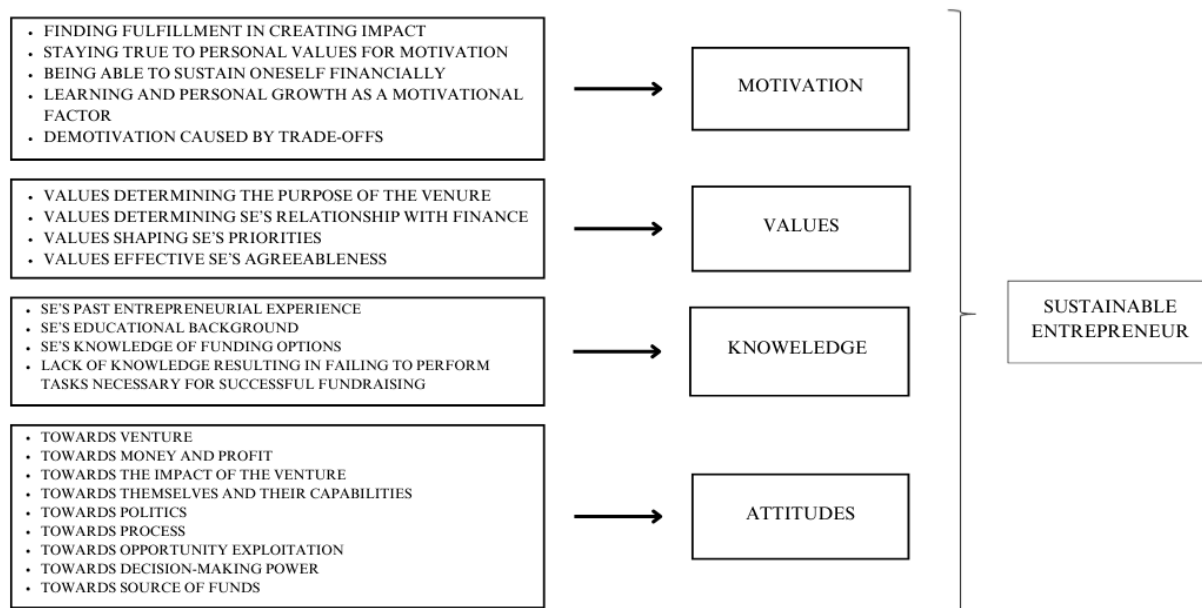 • FINDING FULFILLMENT IN CREATING IMPACT
• STAYING TRUE TO PERSONAL VALUES FOR MOTIVATION
• BEING ABLE TO SUSTAIN ONESELF FINANCIALLY
• LEARNING AND PERSONAL GROWTH AS A MOTIVATIONAL
FACTOR
• DEMOTIVATION CAUSED BY TRADE-OFFS
MOTIVATION
• VALUES DETERMINING THE PURPOSE OF THE VENURE
• VALUES DETERMINING SE'S RELATIONSHIP WITH FINANCE
• VALUES SHAPING SE'S PRIORITIES
• VALUES EFFECTIVE SE'S AGREEABLENESS
VALUES
• SE'S PAST ENTREPRENEURIAL EXPERIENCE
• SE'S EDUCATIONAL BACKGROUND
• SE'S KNOWLEDGE OF FUNDING OPTIONS
• LACK OF KNOWLEDGE RESULTING IN FAILING TO PERFORM
TASKS NECESSARY FOR SUCCESSFUL FUNDRAISING
KNOWELEDGE
• TOWARDS VENTURE
• TOWARDS MONEY AND PROFIT
• TOWARDS THE IMPACT OF THE VENTURE
• TOWARDS THEMSELVES AND THEIR CAPABILITIES
• TOWARDS POLITICS
• TOWARDS PROCESS
• TOWARDS OPPORTUNITY EXPLOITATION
• TOWARDS DECISION-MAKING POWER
• TOWARDS SOURCE OF FUNDS
ATTITUDES
SUSTAINABLE
ENTREPRENEUR